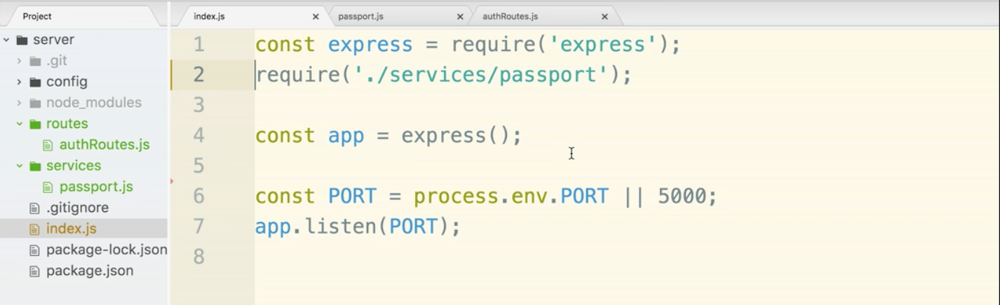 Project
index.js
passport.js
authRoutes.js
server
.git
config
node_modules
routes
authRoutes.js
services
passport.js
.gitignore
index.js
package-lock.json
package.json
1 const express = require('express');
2 require('./services/passport');
3
4 const app = express();
5
6 const PORT = process.env.PORT || 5000;
7 app.listen(PORT);
8